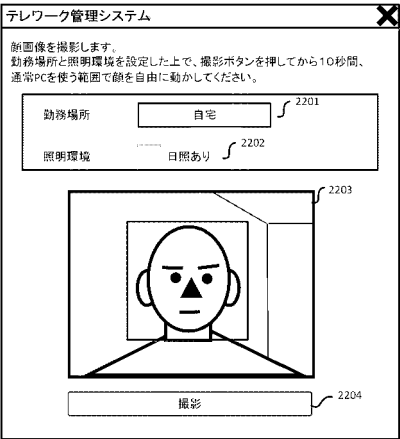 テレワーク管理システム
顔画像を撮影します。
勤務場所と照明環境を設定した上で、撮影ボタンを押してから10秒間、
通常PCを使う範囲で顔を自由に動かしてください。
勤務場所 自宅 2201
照明環境 日照あり 2202
2203
撮影 2204